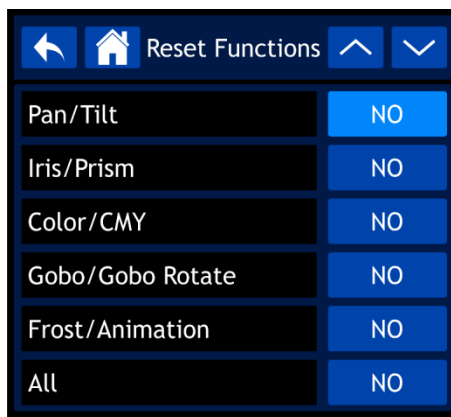 Reset Functions
Pan/Tilt NO
Iris/Prism NO
Color/CMY NO
Gobo/Gobo Rotate NO
Frost/Animation NO
All NO